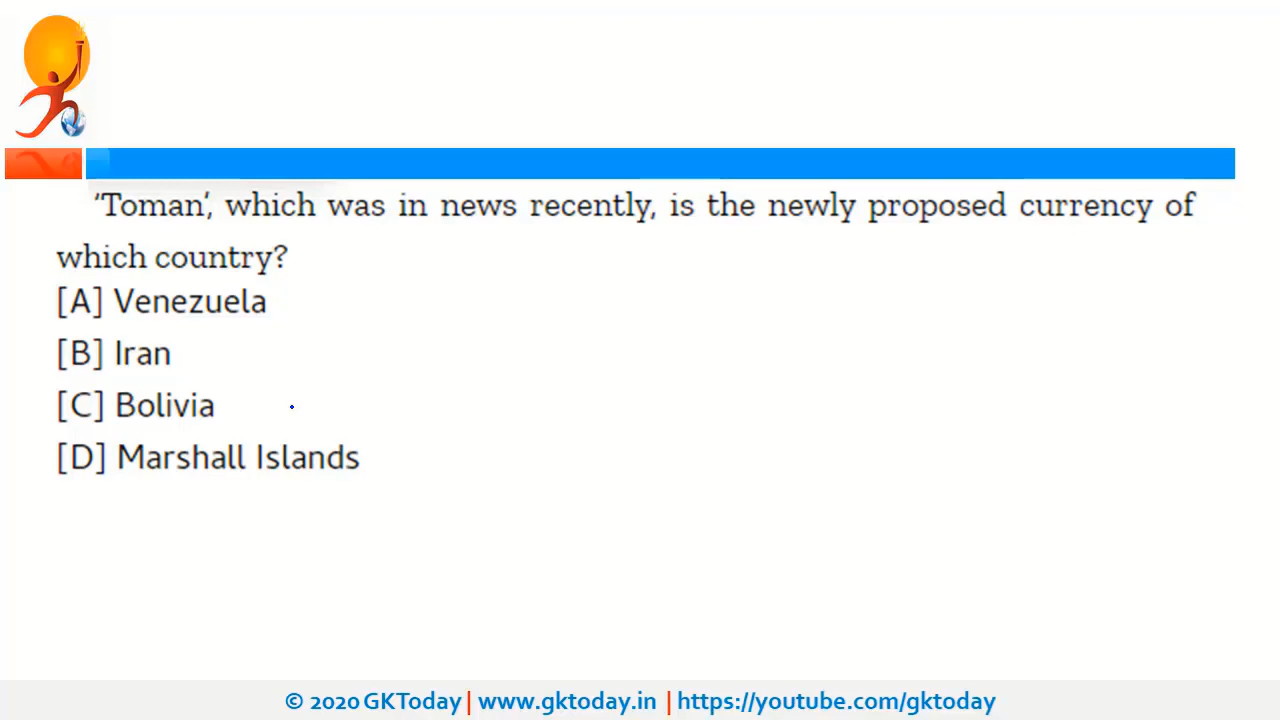 ‘Toman’, which was in news recently, is the newly proposed currency of
which country?
[A] Venezuela
[B] Iran
[C] Bolivia
[D] Marshall Islands
© 2020 GKToday | www.gktoday.in | https://youtube.com/gktoday